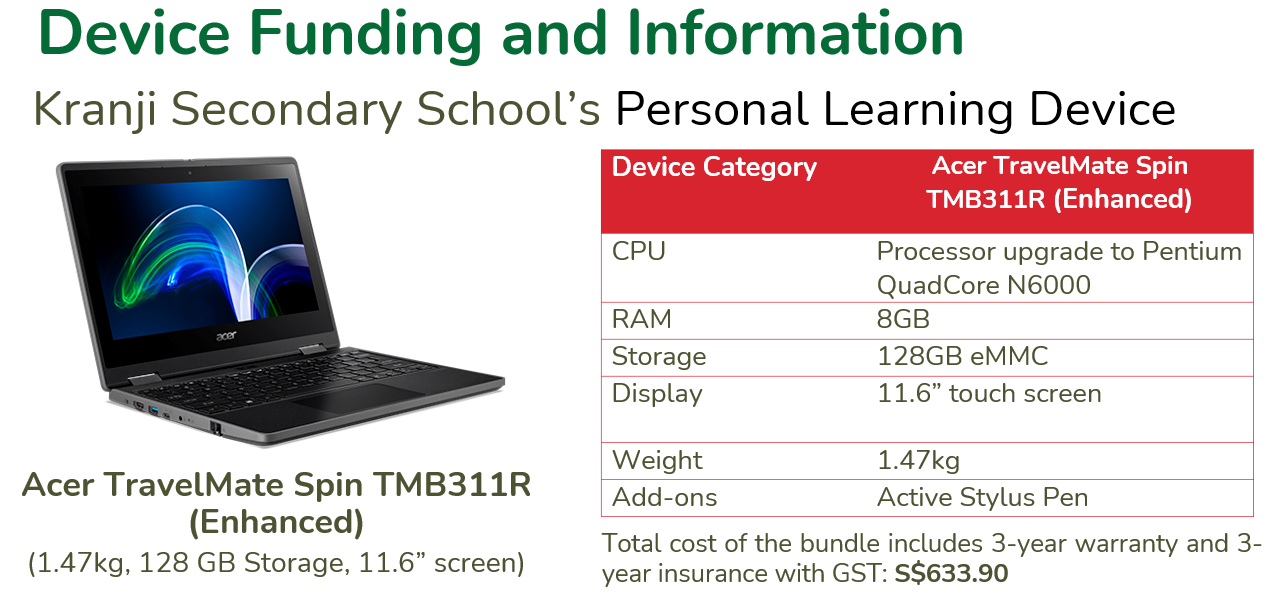 Device Funding and Information
Kranji Secondary School’s Personal Learning Device
acer
Acer TravelMate Spin TMB311R
(Enhanced)
(1.47kg, 128 GB Storage, 11.6” screen)
Device Category
Acer TravelMate Spin
TMB311R (Enhanced)
CPU
Processor upgrade to Pentium
QuadCore N6000
RAM
8GB
Storage
128GB eMMC
Display
11.6” touch screen
Weight
1.47kg
Add-ons
Active Stylus Pen
Total cost of the bundle includes 3-year warranty and 3-
year insurance with GST: S$633.90